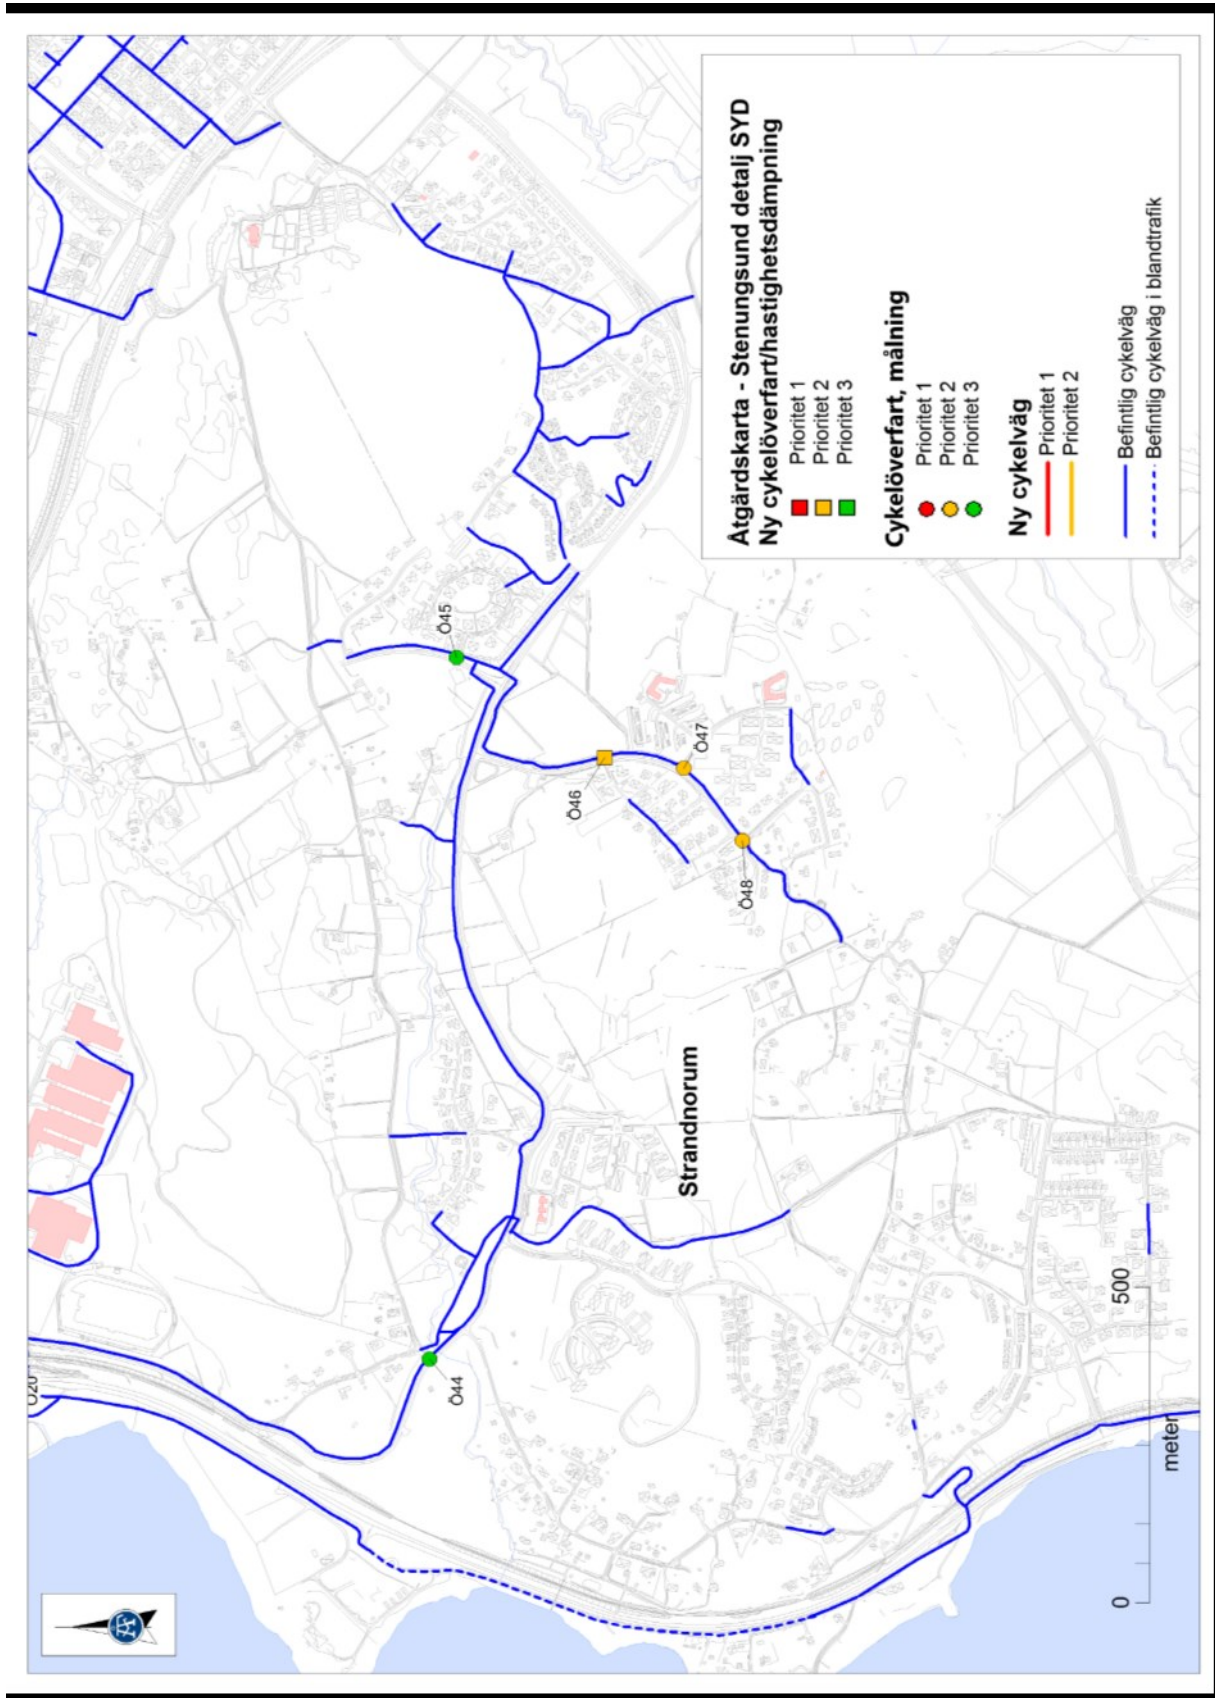 Åtgärdskarta - Stenungsund detalj SYD
Ny cykelöverfart/hastighetsdämpning
Prioritet 1
Prioritet 2
Prioritet 3
Cykelöverfart, målning
Prioritet 1
Prioritet 2
Prioritet 3
Ny cykelväg
Prioritet 1
Prioritet 2
Befintlig cykelväg
Befintlig cykelväg i blandtrafik
Ö45
Ö46
Ö47
Ö48
Strandnorum
Ö44
Ö20
0
500
meter